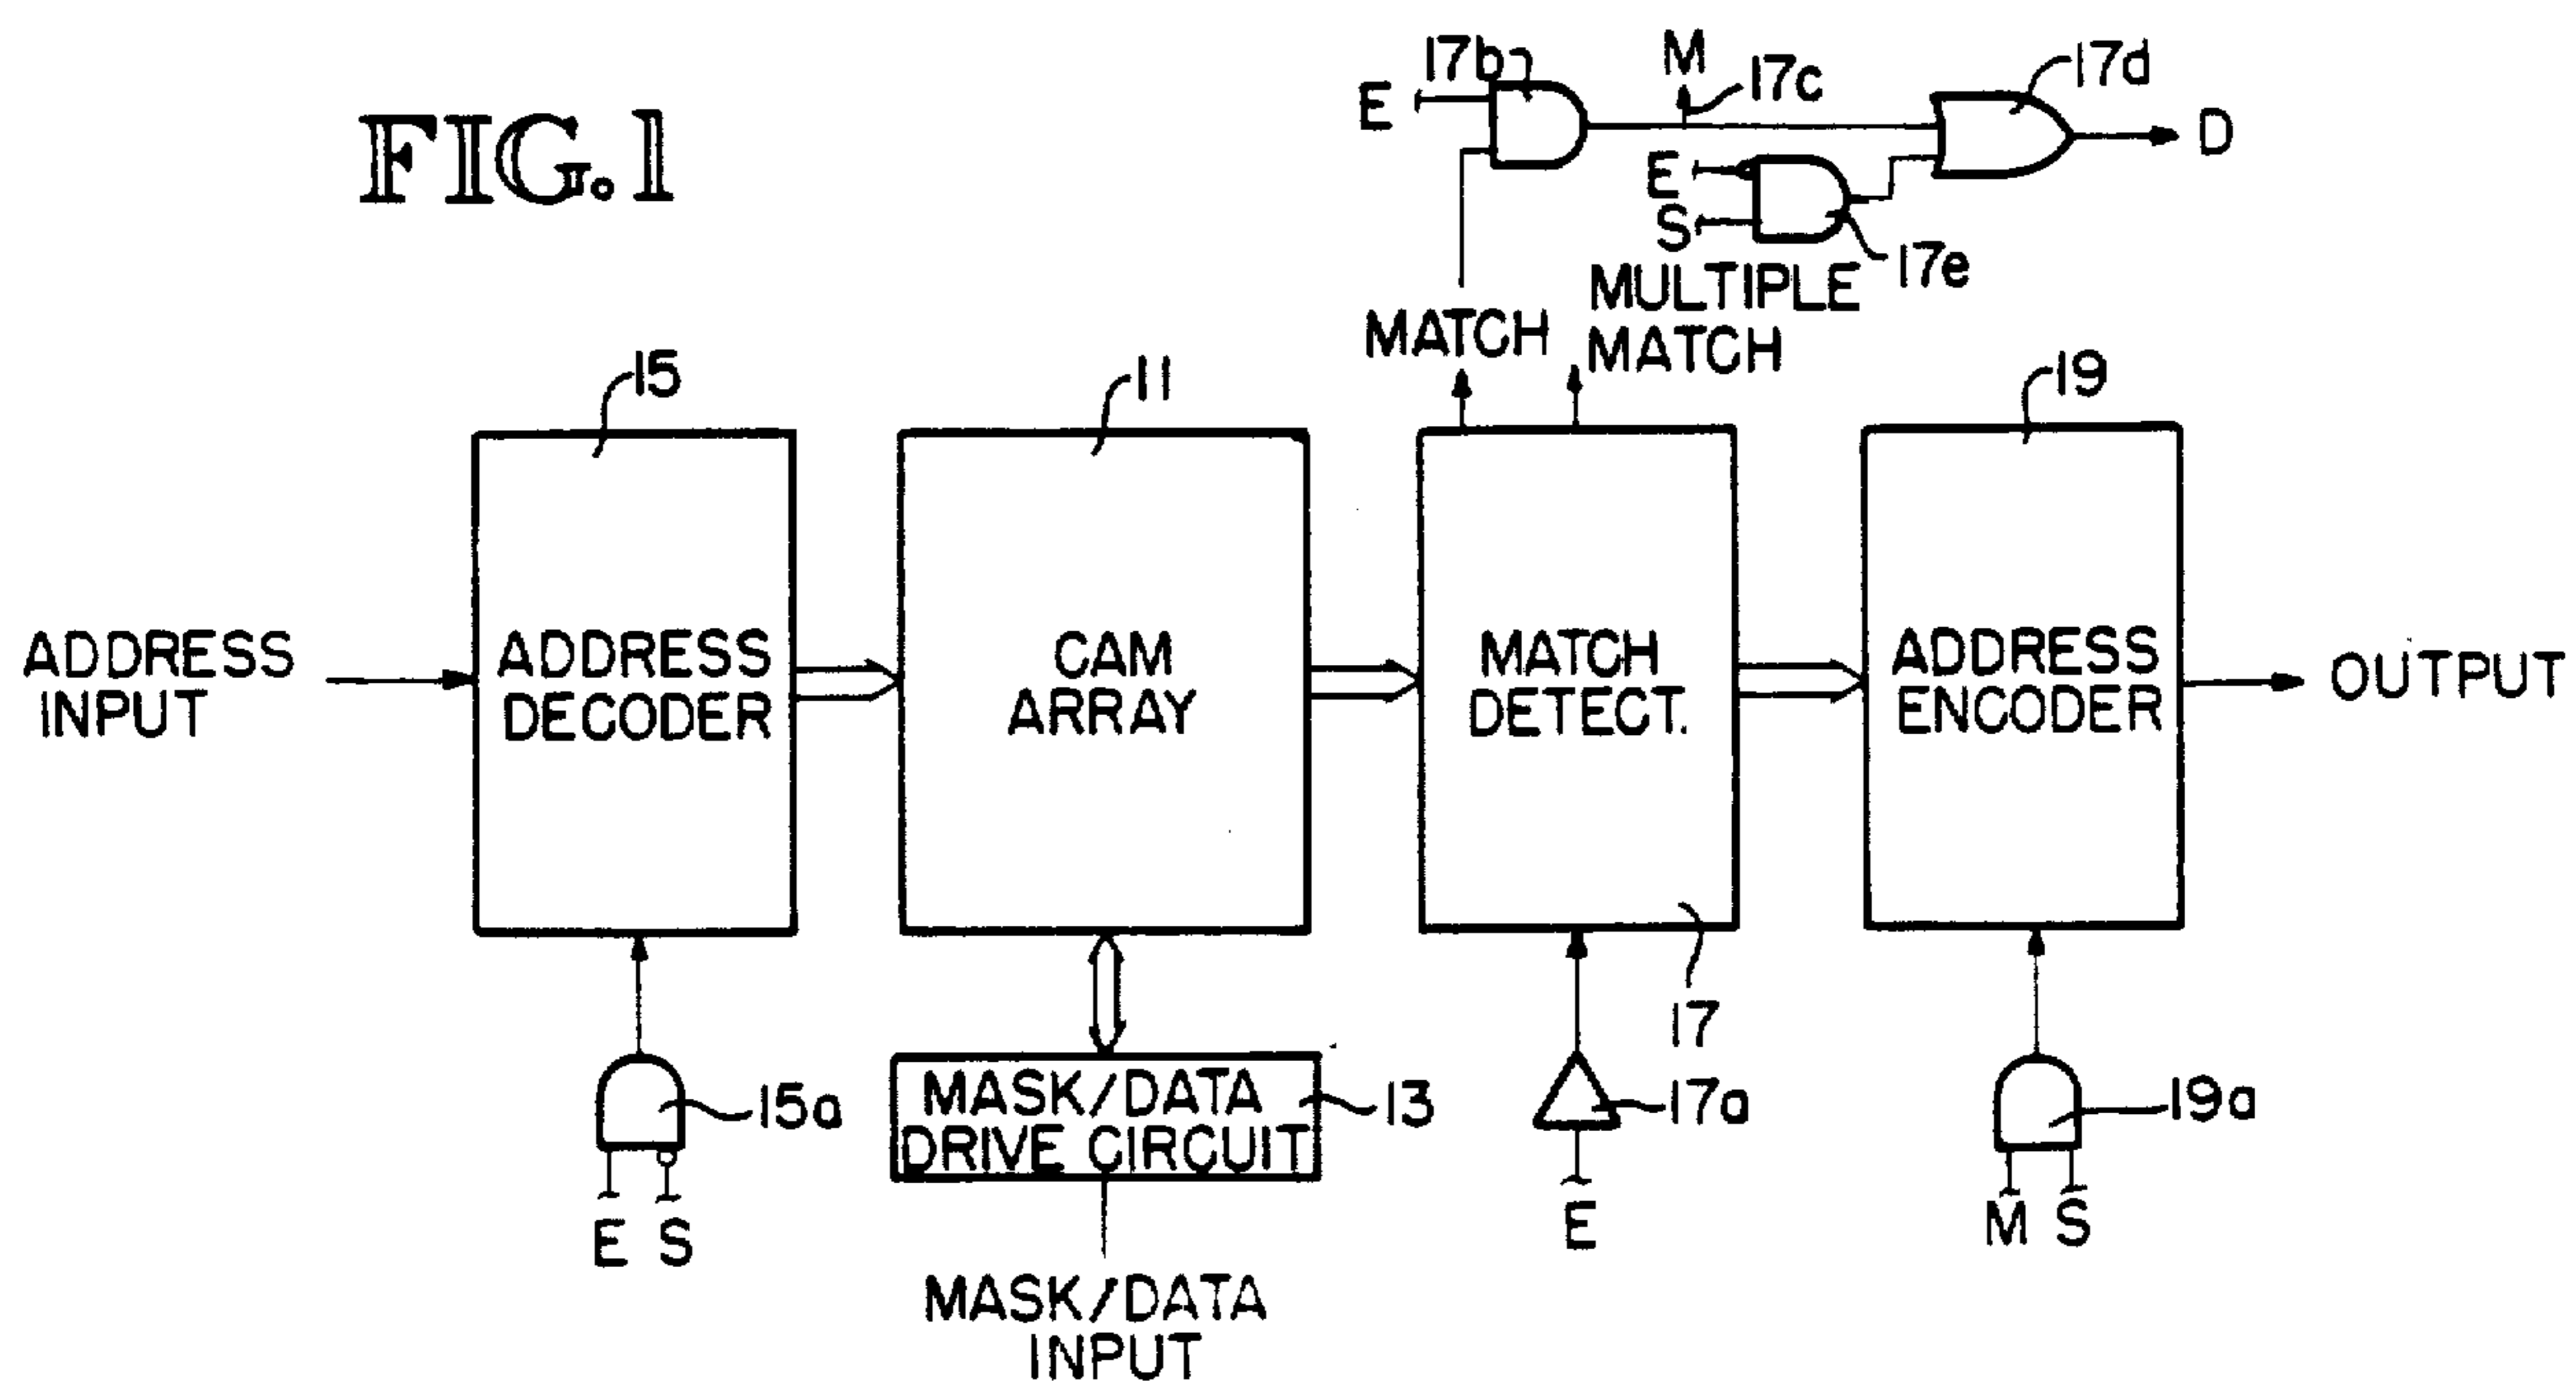 FIG.1
E
17b
M
17c
17d
D
E
S
17e
MATCH
MULTIPLE
MATCH
15
11
19
ADDRESS
INPUT
ADDRESS
DECODER
CAM
ARRAY
MATCH
DETECT.
ADDRESS
ENCODER
OUTPUT
17
15a
E S
MASK/DATA
DRIVE CIRCUIT
13
MASK/DATA
INPUT
17a
E
19a
M S